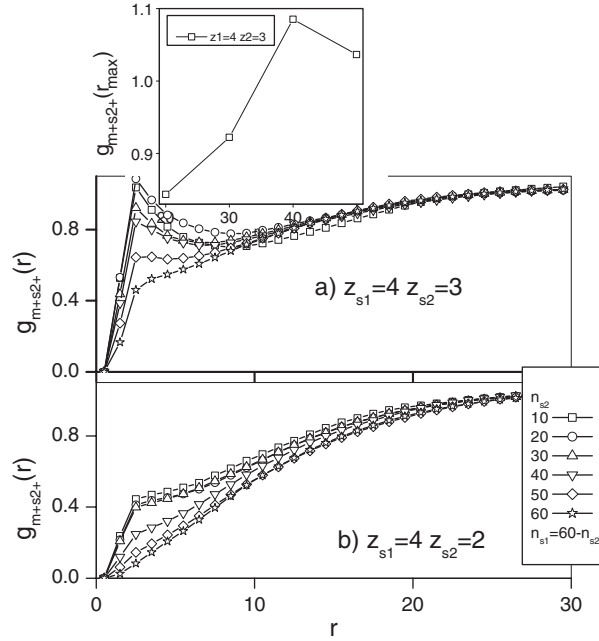 1.1
z1=4 z2=3
1.0
0.9
g_{m+s2+}(r_{max})
20 30 40
0.8
0.4
0.0
g_{m+s2+}(r)
a) z_{s1}=4 z_{s2}=3
0.8
0.4
0.0
g_{m+s2+}(r)
b) z_{s1}=4 z_{s2}=2
n_{s2}
10
20
30
40
50
60
n_{s1}=60-n_{s2}
0 10 20 30
r